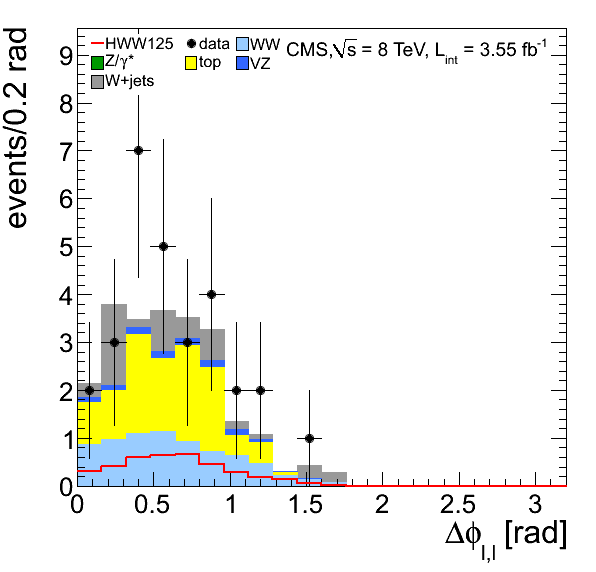 HWW125 data WW CMS,√s = 8 TeV, L_int = 3.55 fb⁻¹
Z/γ* top VZ
W+jets
events/0.2 rad
9
8
7
6
5
4
3
2
1
0
0 0.5 1 1.5 2 2.5 3
Δϕ_l,l [rad]